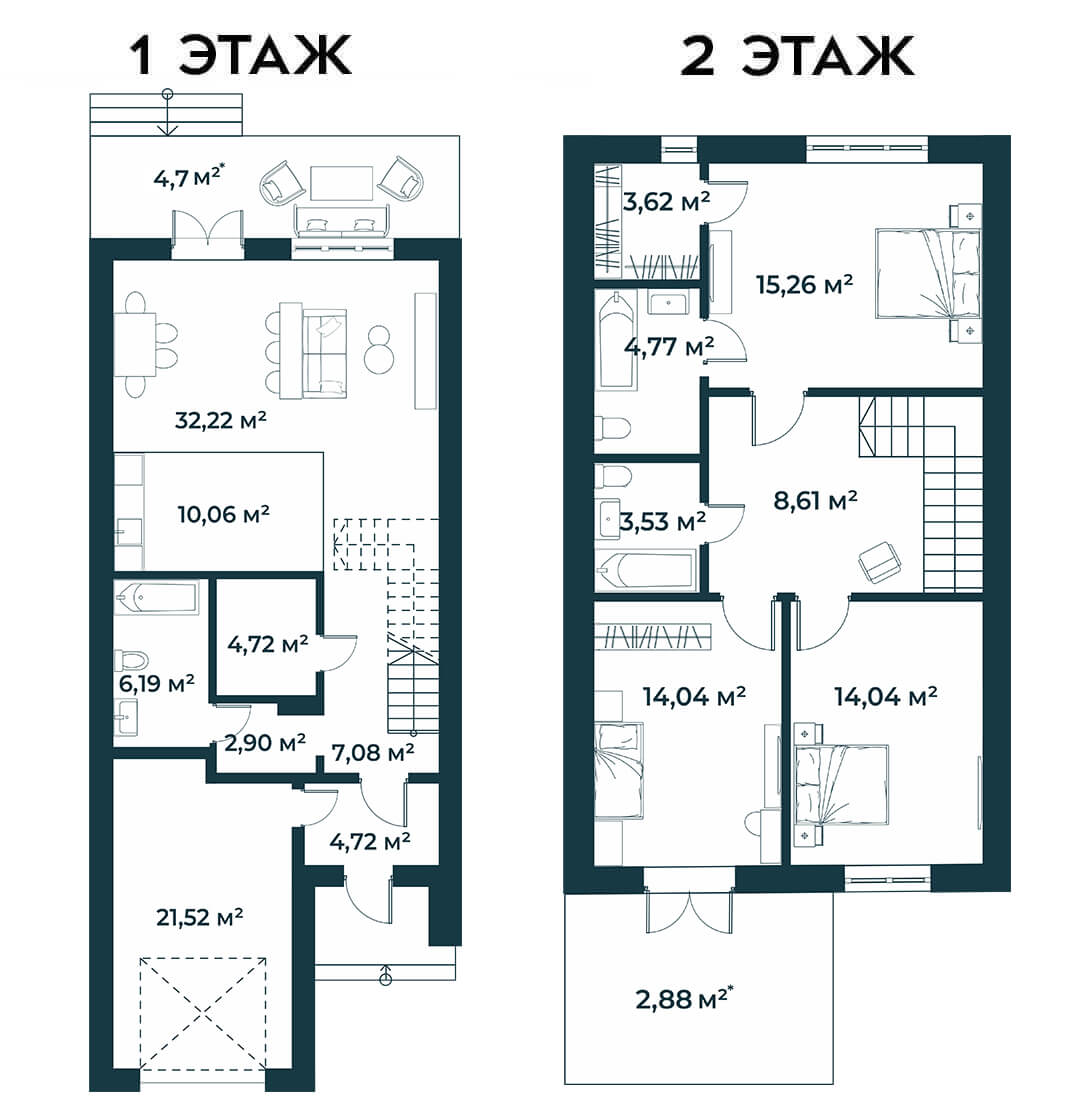 1 ЭТАЖ
4,7 м²*
32,22 м²
10,06 м²
4,72 м²
6,19 м²
2,90 м²
7,08 м²
4,72 м²
21,52 м²
2 ЭТАЖ
3,62 м²
15,26 м²
4,77 м²
8,61 м²
3,53 м²
14,04 м²
14,04 м²
2,88 м²*